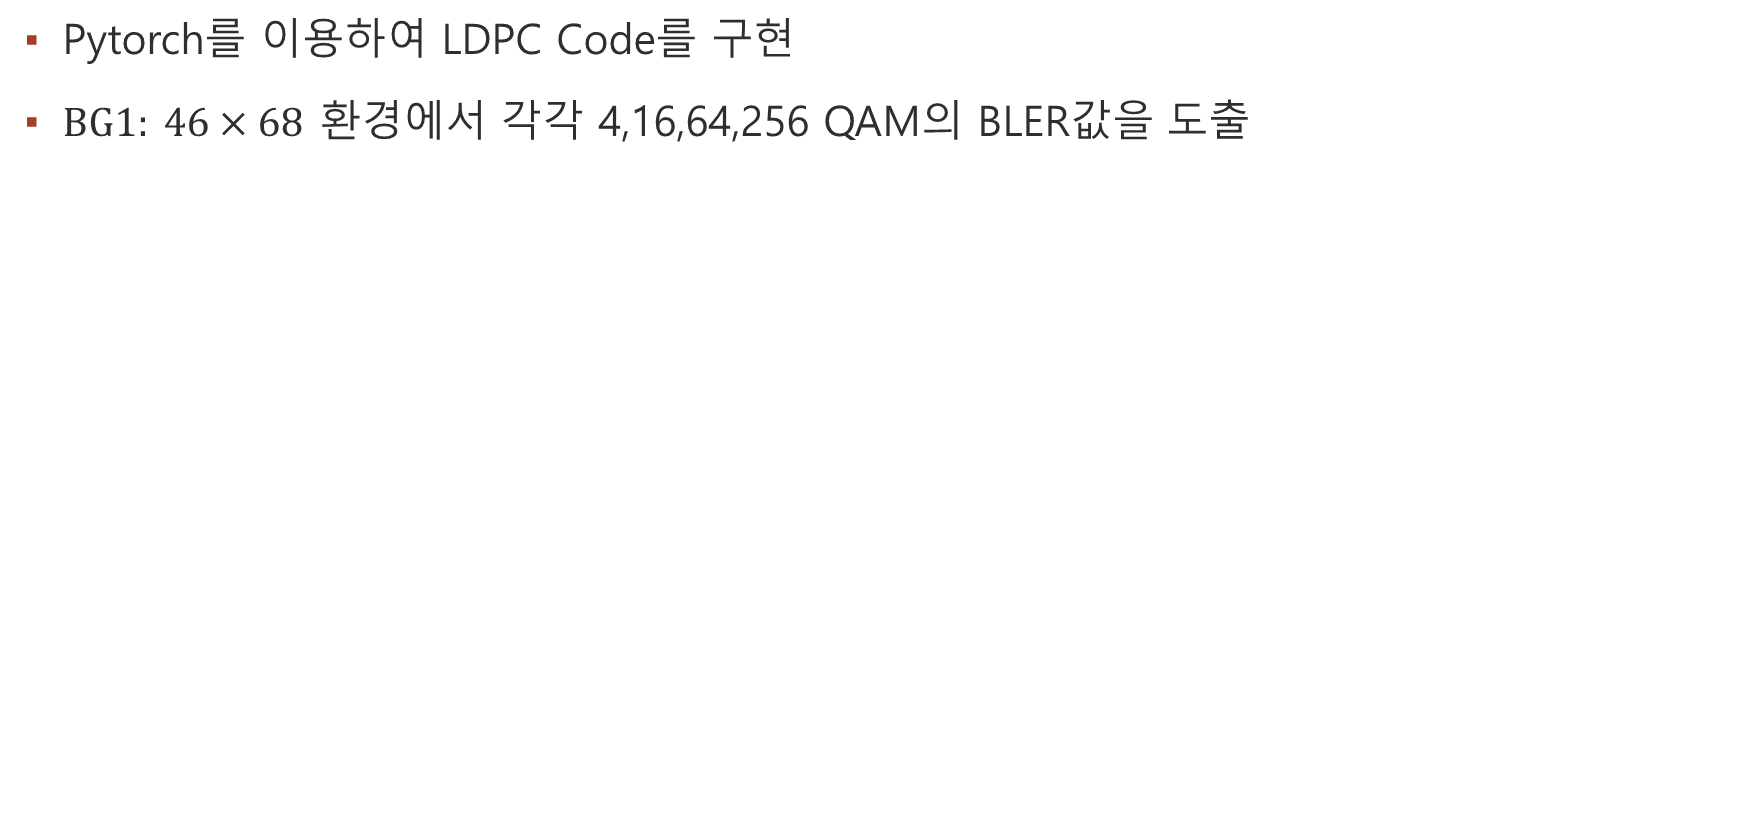 ▪ Pytorch를 이용하여 LDPC Code를 구현
▪ BG1: 46 × 68 환경에서 각각 4,16,64,256 QAM의 BLER값을 도출